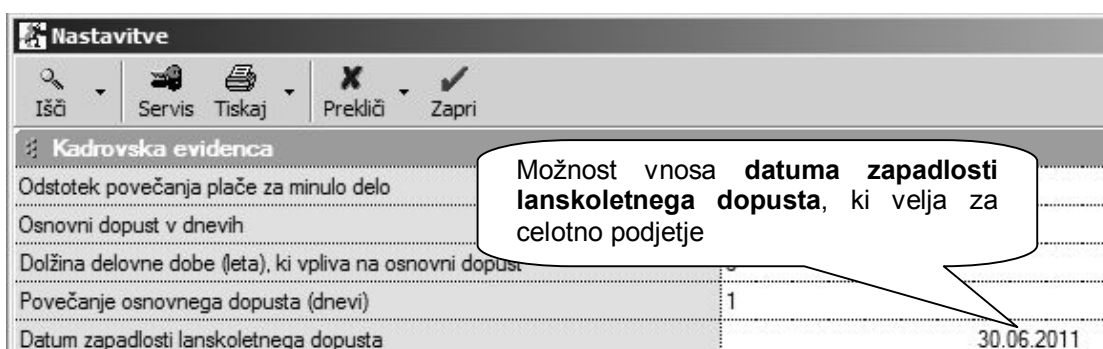 Nastavitve
Išči Servis Tiskaj Prekliči Zapri
Kadrovska evidenca
Odstotek povečanja plače za minulo delo
Osnovni dopust v dnevih
Dolžina delovne dobe (leta), ki vpliva na osnovni dopust
Povečanje osnovnega dopusta (dnevi) 1
Datum zapadlosti lanskoletnega dopusta 30.06.2011
Možnost vnosa datuma zapadlosti
lanskoletnega dopusta, ki velja za
celotno podjetje